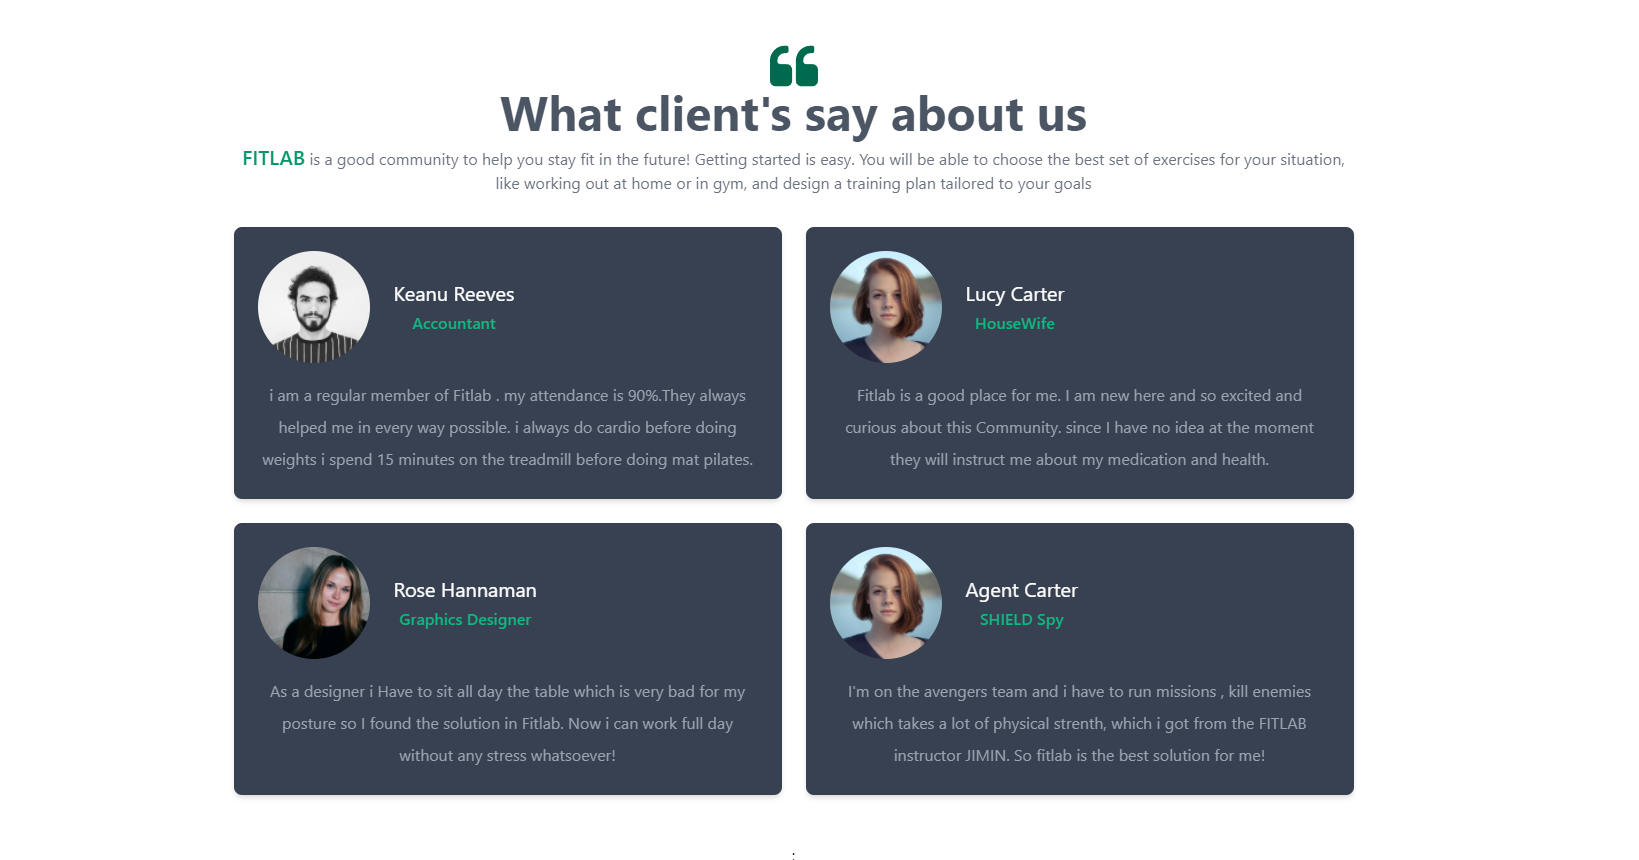 What client's say about us
FITLAB is a good community to help you stay fit in the future! Getting started is easy. You will be able to choose the best set of exercises for your situation,
like working out at home or in gym, and design a training plan tailored to your goals
Keanu Reeves
Accountant
i am a regular member of Fitlab . my attendance is 90%.They always
helped me in every way possible. i always do cardio before doing
weights i spend 15 minutes on the treadmill before doing mat pilates.
Lucy Carter
HouseWife
Fitlab is a good place for me. I am new here and so excited and
curious about this Community. since I have no idea at the moment
they will instruct me about my medication and health.
Rose Hannaman
Graphics Designer
As a designer i Have to sit all day the table which is very bad for my
posture so I found the solution in Fitlab. Now i can work full day
without any stress whatsoever!
Agent Carter
SHIELD Spy
I'm on the avengers team and i have to run missions , kill enemies
which takes a lot of physical strenth, which i got from the FITLAB
instructor JIMIN. So fitlab is the best solution for me!
: